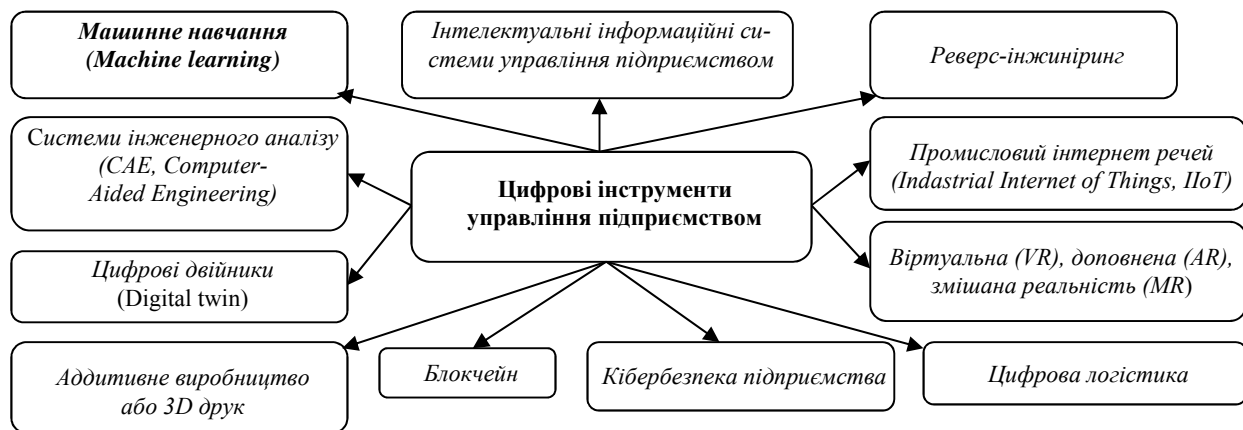 Машинне навчання
(Machine learning)
Інтелектуальні інформаційні си-
стеми управління підприємством
Реверс-інжиніринг
Системи інженерного аналізу
(CAE, Computer-
Aided Engineering)
Цифрові інструменти
управління підприємством
Промисловий інтернет речей
(Indastrial Internet of Things, IIoT)
Цифрові двійники
(Digital twin)
Віртуальна (VR), доповнена (AR),
змішана реальність (MR)
Аддитивне виробництво
або 3D друк
Блокчейн
Кібербезпека підприємства
Цифрова логістика